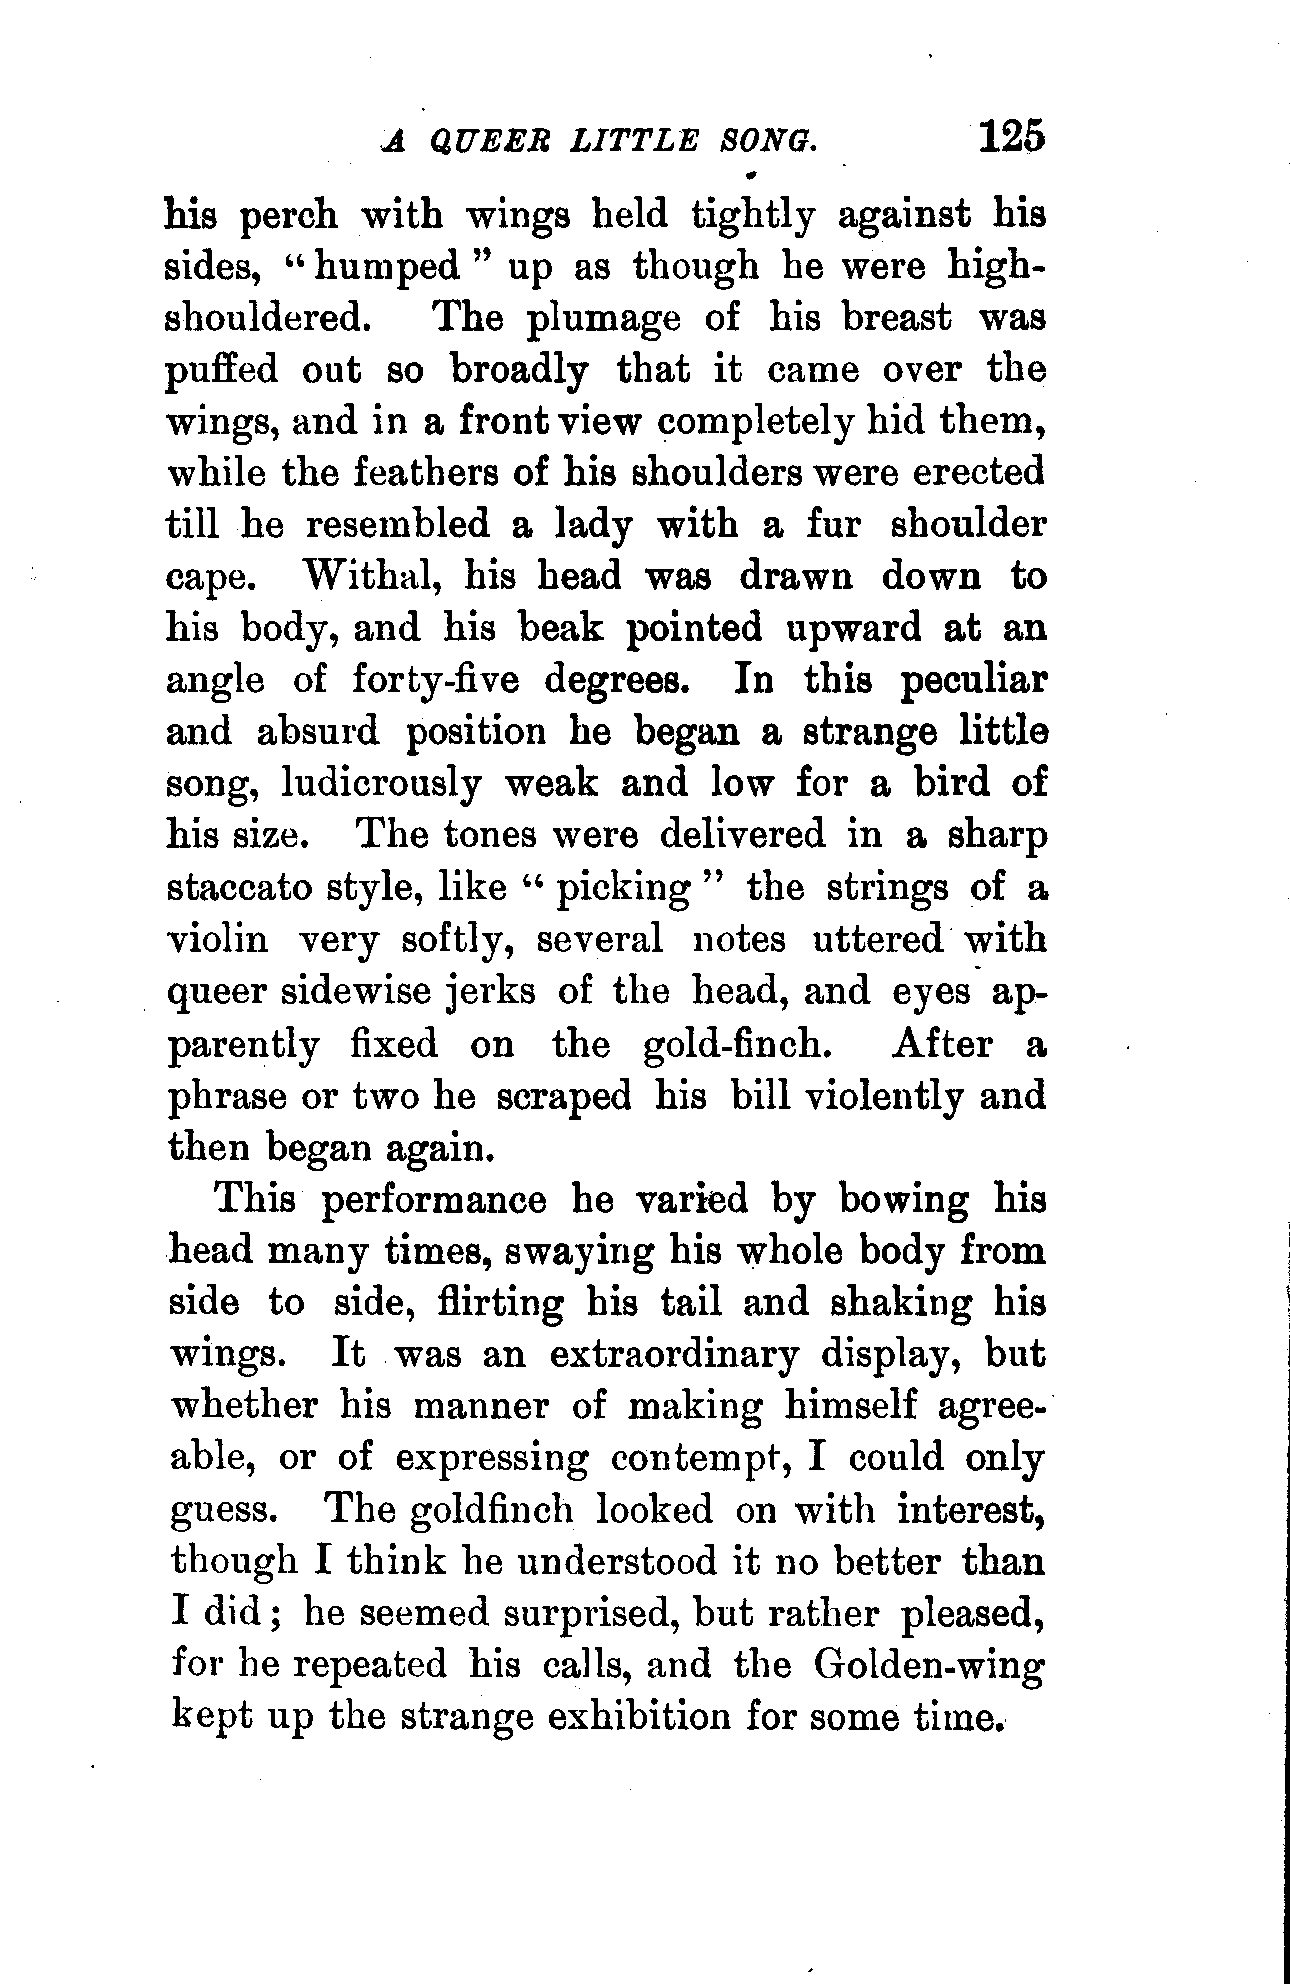 A QUEER LITTLE SONG. 125
his perch with wings held tightly against his
sides, " humped " up as though he were high-
shouldered. The plumage of his breast was
puffed out so broadly that it came over the
wings, and in a front view completely hid them,
while the feathers of his shoulders were erected
till he resembled a lady with a fur shoulder
cape. Withal, his head was drawn down to
his body, and his beak pointed upward at an
angle of forty-five degrees. In this peculiar
and absurd position he began a strange little
song, ludicrously weak and low for a bird of
his size. The tones were delivered in a sharp
staccato style, like " picking " the strings of a
violin very softly, several notes uttered with
queer sidewise jerks of the head, and eyes ap-
parently fixed on the gold-finch. After a
phrase or two he scraped his bill violently and
then began again.
This performance he varied by bowing his
head many times, swaying his whole body from
side to side, flirting his tail and shaking his
wings. It was an extraordinary display, but
whether his manner of making himself agree-
able, or of expressing contempt, I could only
guess. The goldfinch looked on with interest,
though I think he understood it no better than
I did ; he seemed surprised, but rather pleased,
for he repeated his calls, and the Golden-wing
kept up the strange exhibition for some time.